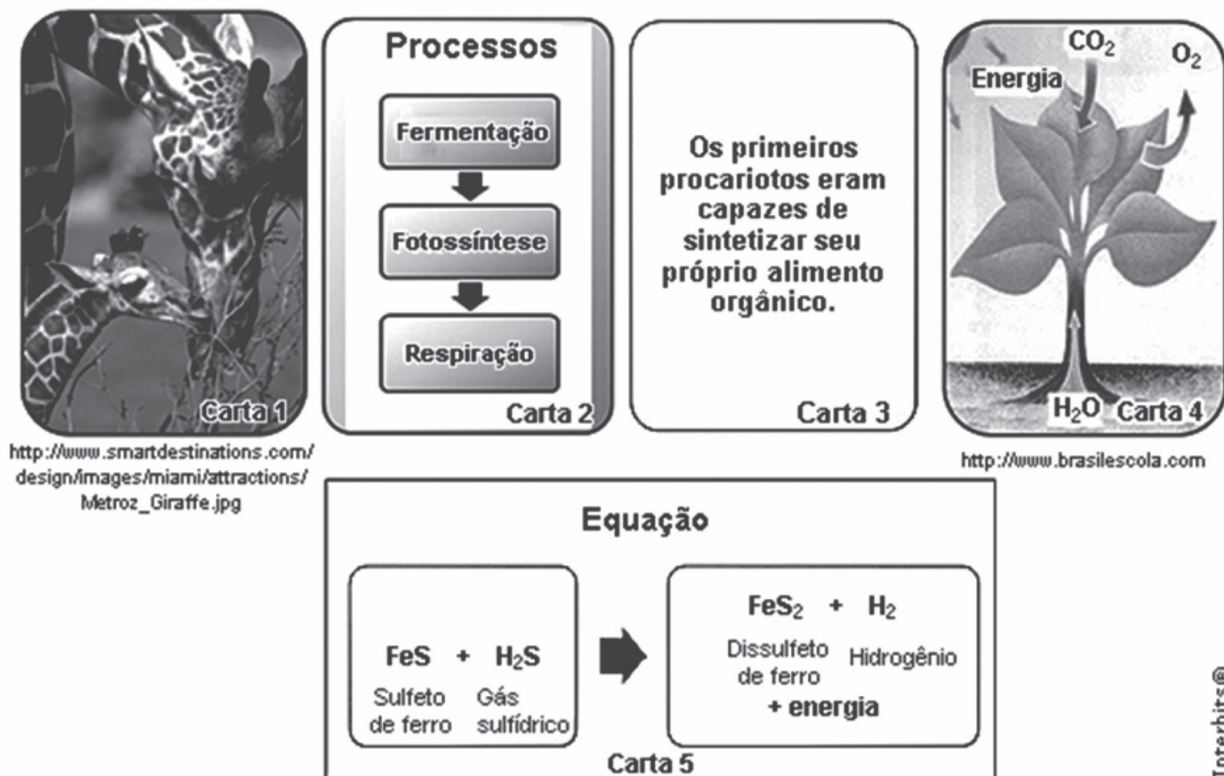 Carta 1
http://www.smartdestinations.com/
design/images/miami/attractions/
Metroz_Giraffe.jpg
Processos
Fermentação
Fotossíntese
Respiração
Carta 2
Os primeiros
procariotos eram
capazes de
sintetizar seu
próprio alimento
orgânico.
Carta 3
CO₂
O₂
Energia
H₂O
Carta 4
http://www.brasilescola.com
Equação
FeS + H₂S
Sulfeto
de ferro
Gás
sulfídrico
FeS₂ + H₂
Dissulfeto
de ferro
Hidrogênio
+ energia
Carta 5
Interbits®